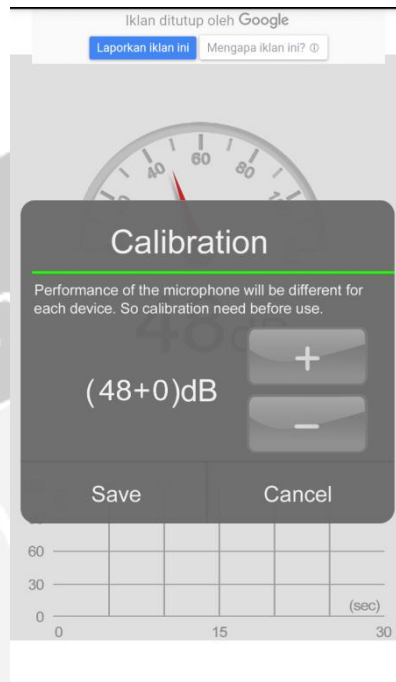 Iklan ditutup oleh Google
Laporkan iklan ini Mengapa iklan ini?
40 60 80
Calibration
Performance of the microphone will be different for
each device. So calibration need before use.
48
(48+0)dB
+
−
Save Cancel
60
30
0
(sec)
0 15 30